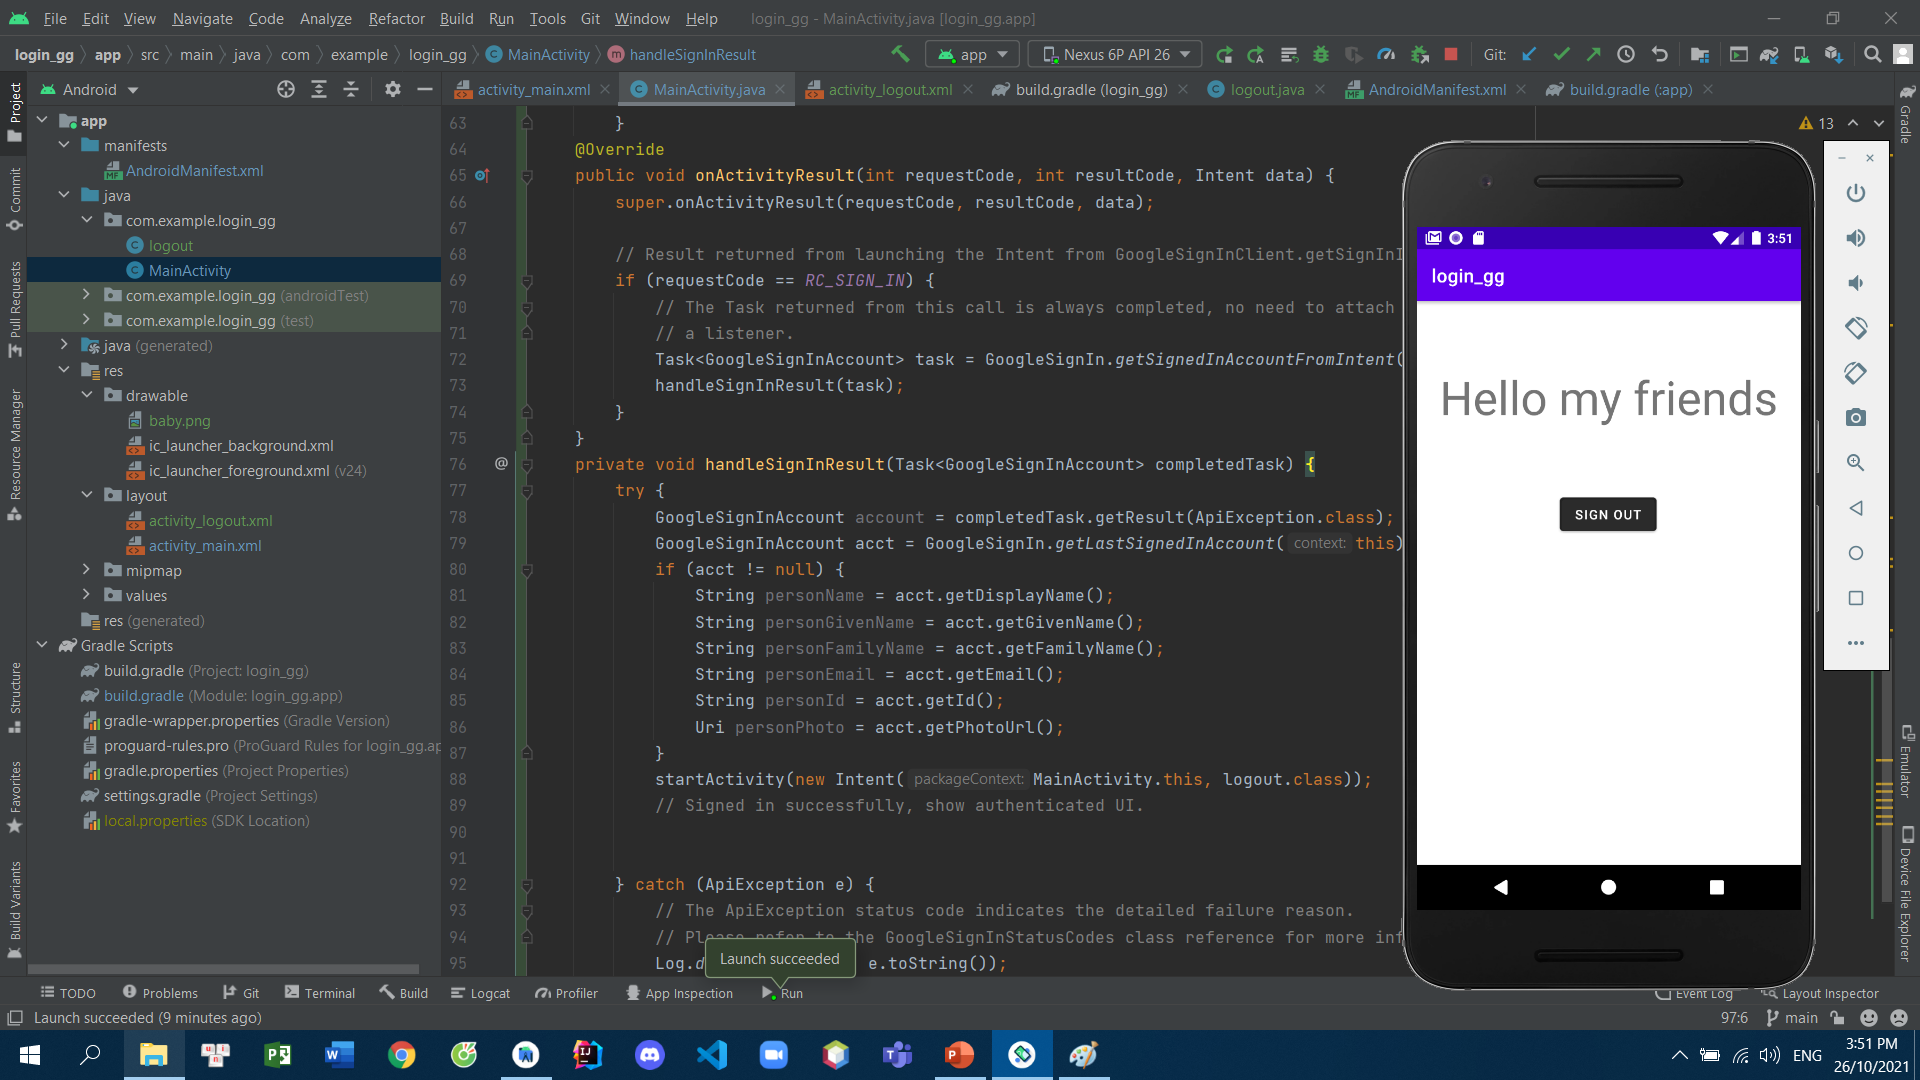 File Edit View Navigate Code Analyze Refactor Build Run Tools Git Window Help login_gg - MainActivity.java [login_gg.app]
login_gg app src main java com example login_gg MainActivity handleSignInResult app Nexus 6P API 26 Git:
Android
activity_main.xml MainActivity.java activity_logout.xml build.gradle (login_gg) logout.java AndroidManifest.xml build.gradle (:app)
Project
Commit
Pull Requests
Resource Manager
Structure
Favorites
Build Variants
app
manifests
AndroidManifest.xml
java
com.example.login_gg
logout
MainActivity
com.example.login_gg (androidTest)
com.example.login_gg (test)
java (generated)
res
drawable
baby.png
ic_launcher_background.xml
ic_launcher_foreground.xml (v24)
layout
activity_logout.xml
activity_main.xml
mipmap
values
res (generated)
Gradle Scripts
build.gradle (Project: login_gg)
build.gradle (Module: login_gg.app)
gradle-wrapper.properties (Gradle Version)
proguard-rules.pro (ProGuard Rules for login_gg.ap
gradle.properties (Project Properties)
settings.gradle (Project Settings)
local.properties (SDK Location)
63 }
64 @Override
65 public void onActivityResult(int requestCode, int resultCode, Intent data) {
66 super.onActivityResult(requestCode, resultCode, data);
67
68 // Result returned from launching the Intent from GoogleSignInClient.getSignInI
69 if (requestCode == RC_SIGN_IN) {
70 // The Task returned from this call is always completed, no need to attach
71 // a listener.
72 Task<GoogleSignInAccount> task = GoogleSignIn.getSignedInAccountFromIntent(
73 handleSignInResult(task);
74 }
75 }
76 @ private void handleSignInResult(Task<GoogleSignInAccount> completedTask) {
77 try {
78 GoogleSignInAccount account = completedTask.getResult(ApiException.class);
79 GoogleSignInAccount acct = GoogleSignIn.getLastSignedInAccount( context: this)
80 if (acct != null) {
81 String personName = acct.getDisplayName();
82 String personGivenName = acct.getGivenName();
83 String personFamilyName = acct.getFamilyName();
84 String personEmail = acct.getEmail();
85 String personId = acct.getId();
86 Uri personPhoto = acct.getPhotoUrl();
87 }
88 startActivity(new Intent( packageContext: MainActivity.this, logout.class));
89 // Signed in successfully, show authenticated UI.
90
91
92 } catch (ApiException e) {
93 // The ApiException status code indicates the detailed failure reason.
94 // Please refer to the GoogleSignInStatusCodes class reference for more inf
95 Log.d e.toString());
Launch succeeded
13
3:51
login_gg
Hello my friends
SIGN OUT
Gradle
Emulator
Device File Explorer
TODO Problems Git Terminal Build Logcat Profiler App Inspection Run Event Log Layout Inspector
Launch succeeded (9 minutes ago) 97:6 main
ENG 3:51 PM
26/10/2021